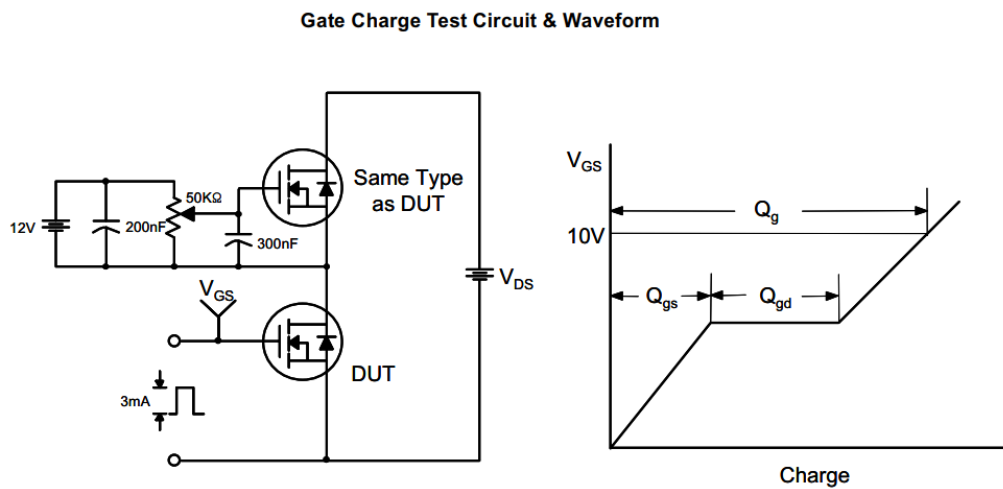 Gate Charge Test Circuit & Waveform
12V
200nF
50KΩ
300nF
Same Type
as DUT
VGS
DUT
3mA
VDS
VGS
10V
Qg
Qgs
Qgd
Charge